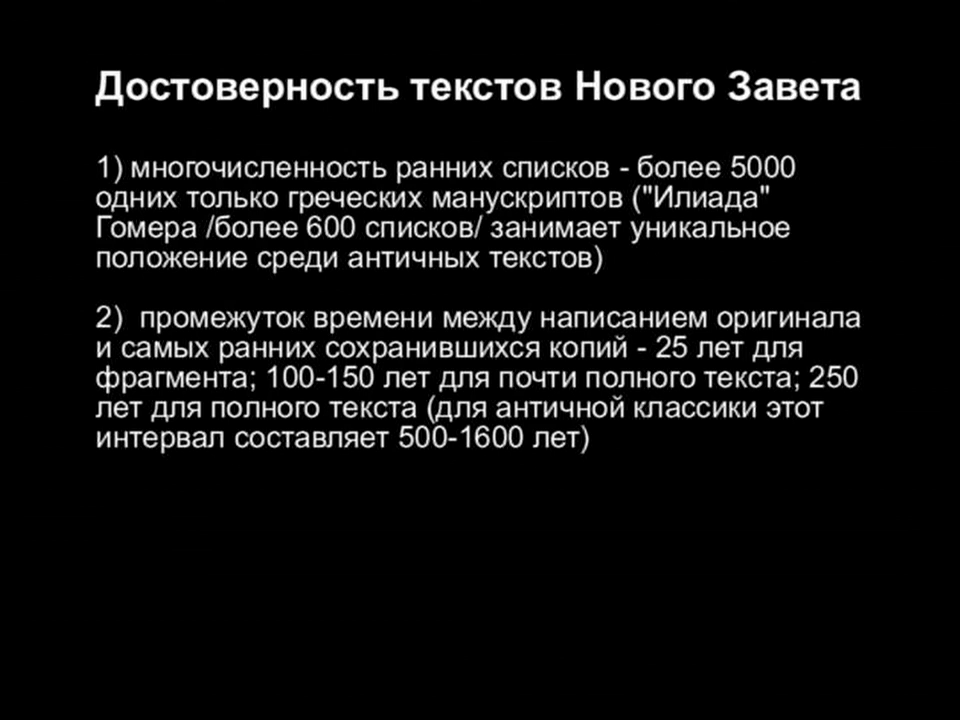 Достоверность текстов Нового Завета
1) многочисленность ранних списков - более 5000
одних только греческих манускриптов ("Илиада"
Гомера /более 600 списков/ занимает уникальное
положение среди античных текстов)
2) промежуток времени между написанием оригинала
и самых ранних сохранившихся копий - 25 лет для
фрагмента; 100-150 лет для почти полного текста; 250
лет для полного текста (для античной классики этот
интервал составляет 500-1600 лет)